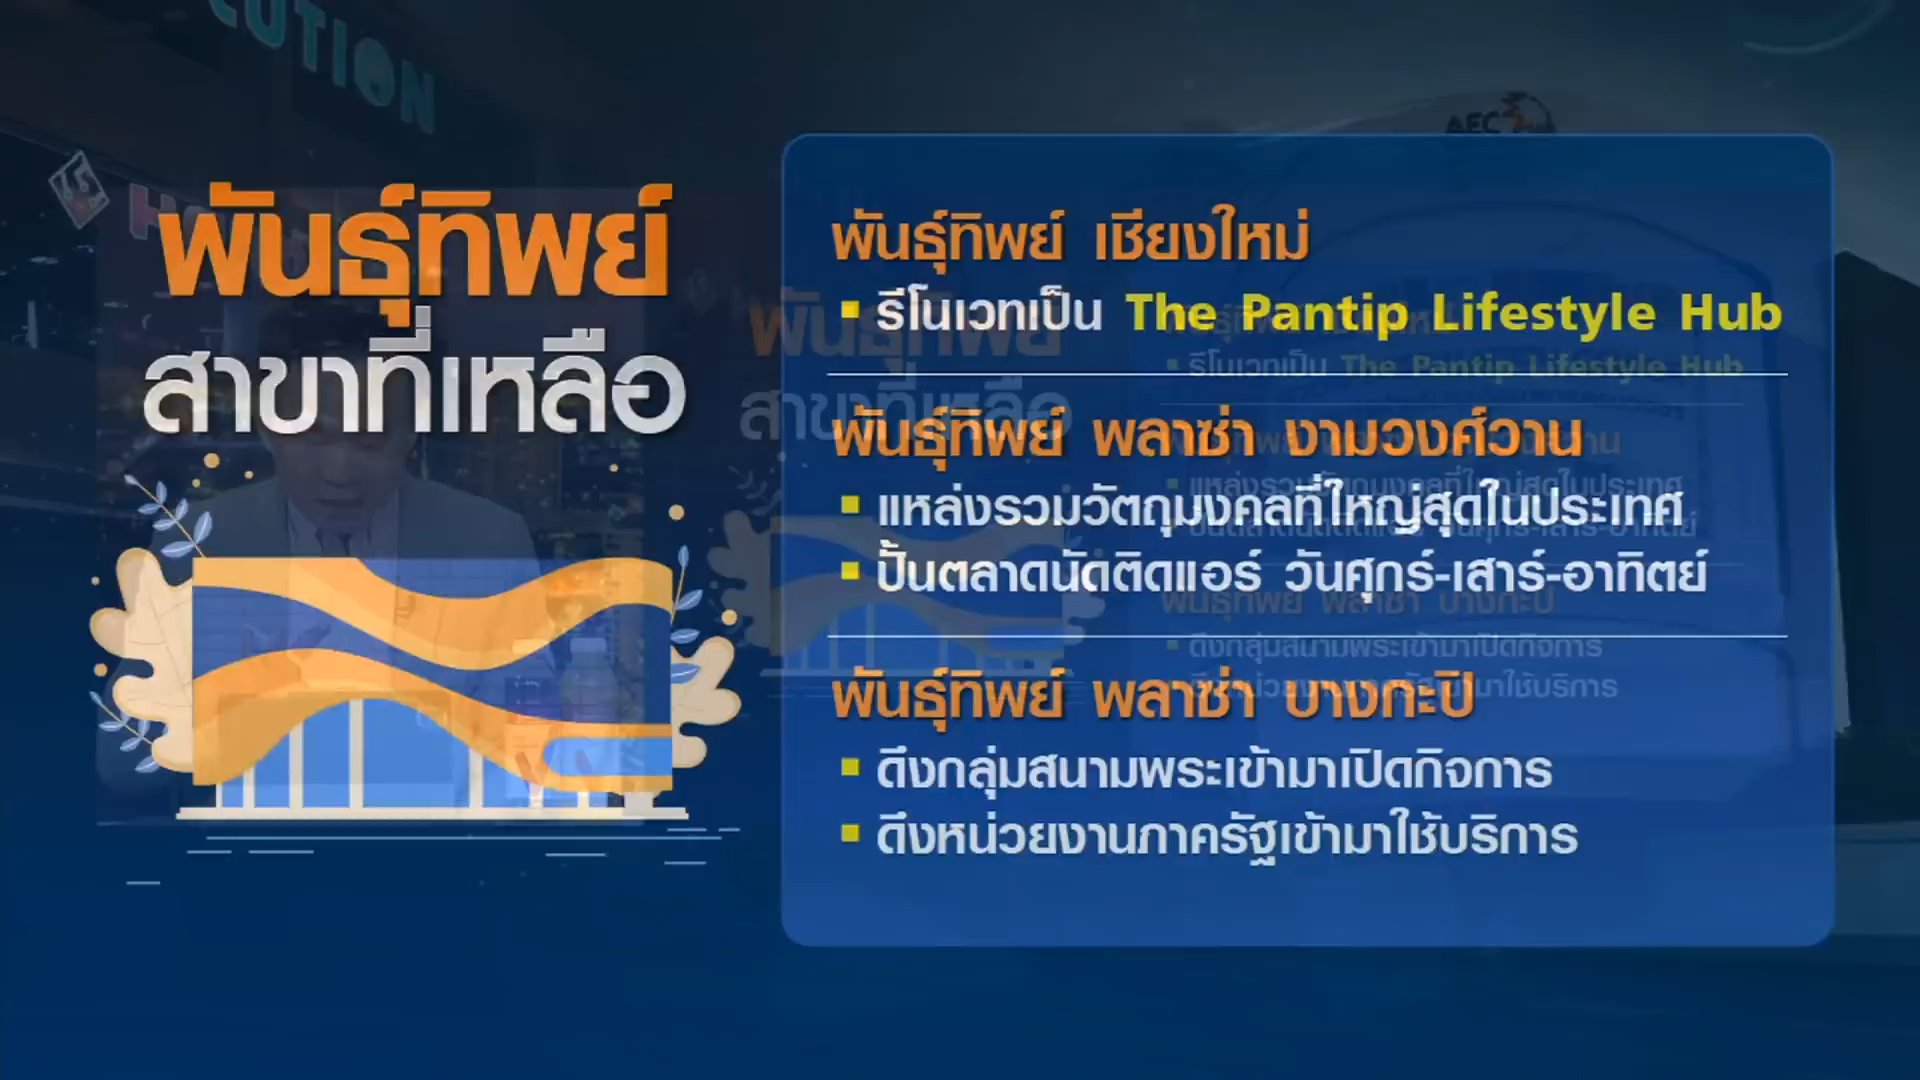 พันธุ์ทิพย์
สาขาที่เหลือ
พันธุ์ทิพย์ เชียงใหม่
รีโนเวทเป็น The Pantip Lifestyle Hub
พันธุ์ทิพย์ พลาซ่า งามวงศ์วาน
แหล่งรวมวัตถุมงคลที่ใหญ่สุดในประเทศ
ปั้นตลาดนัดติดแอร์ วันศุกร์-เสาร์-อาทิตย์
พันธุ์ทิพย์ พลาซ่า บางกะปิ
ดึงกลุ่มสนามพระเข้ามาเปิดกิจการ
ดึงหน่วยงานภาครัฐเข้ามาใช้บริการ